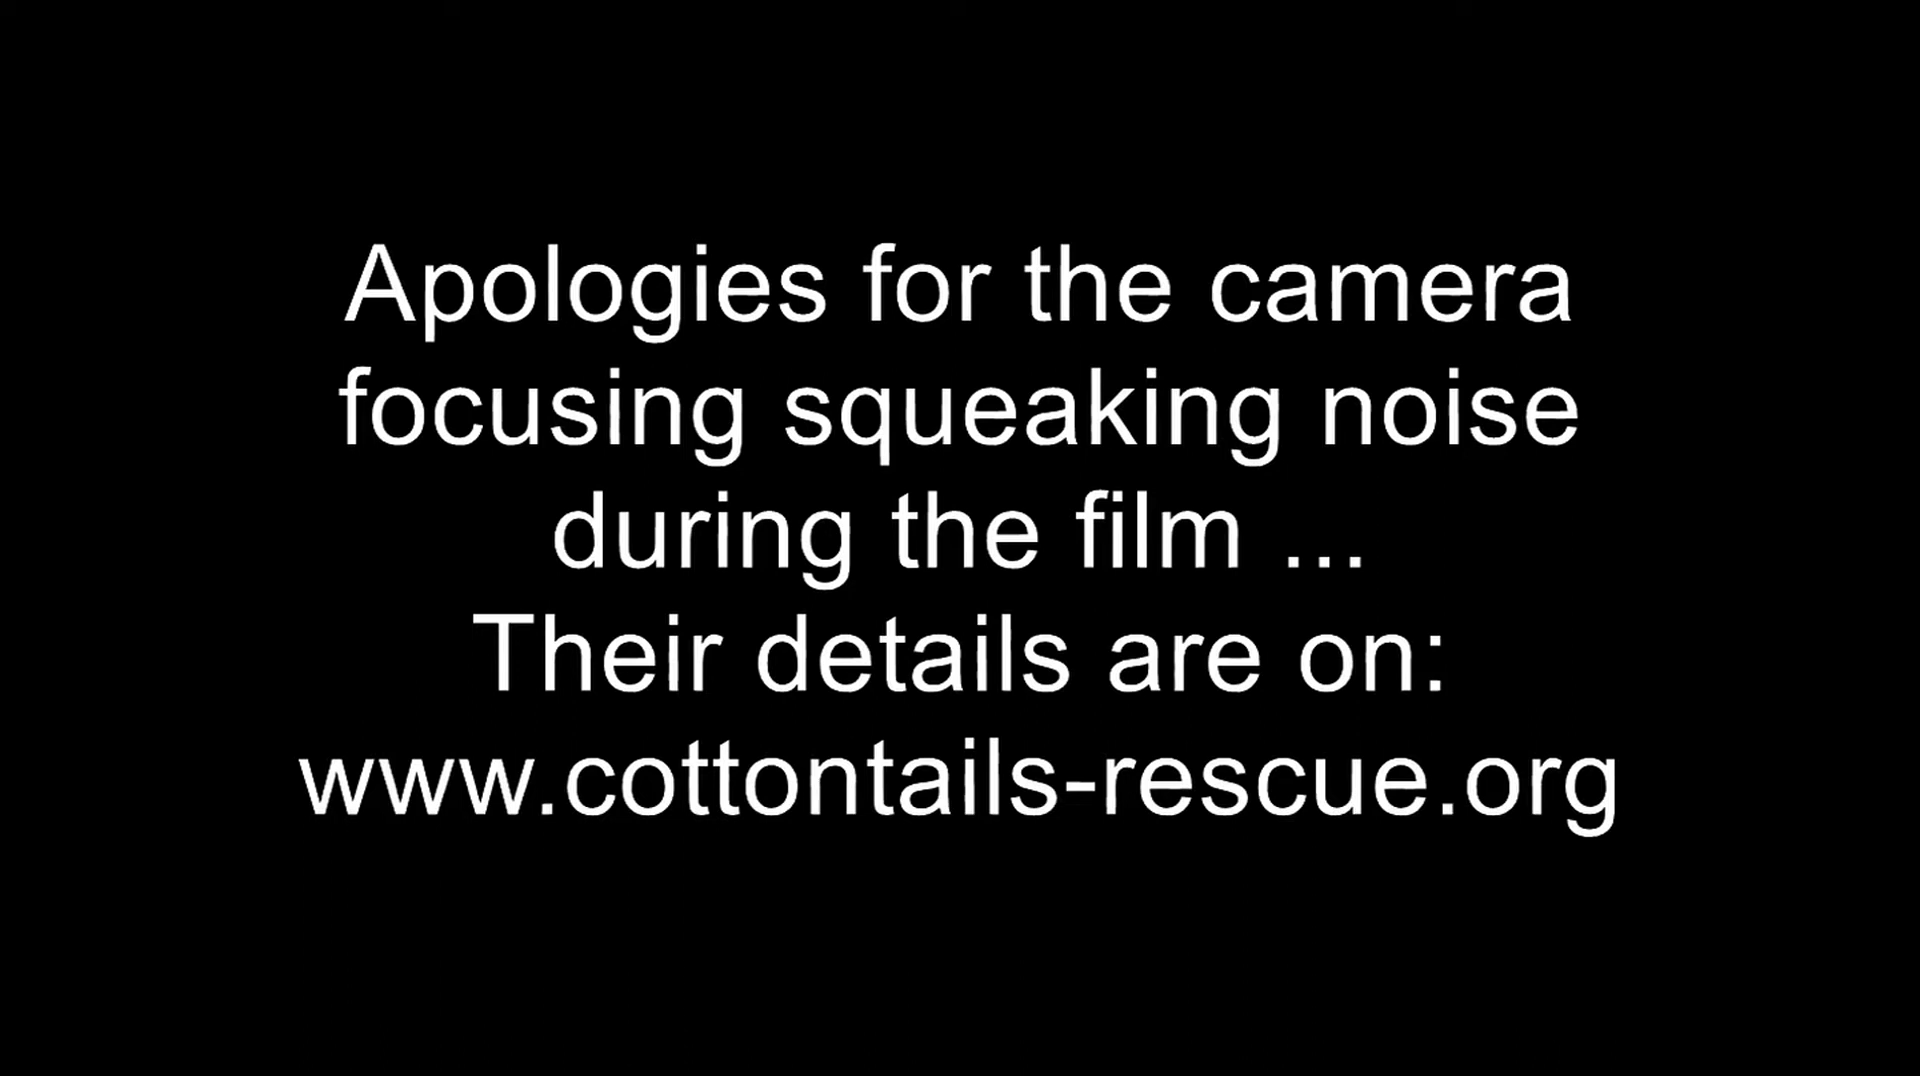 Apologies for the camera
focusing squeaking noise
during the film ...
Their details are on:
www.cottontails-rescue.org